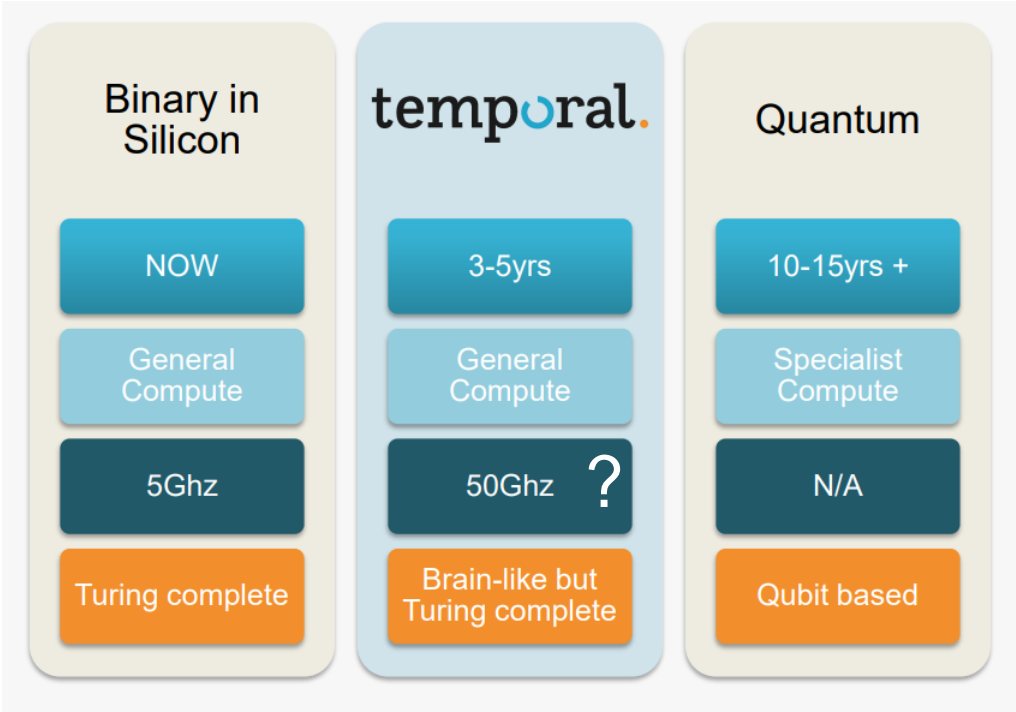 Binary in
Silicon
NOW
General
Compute
5Ghz
Turing complete
temporal.
3-5yrs
General
Compute
50Ghz ?
Brain-like but
Turing complete
Quantum
10-15yrs +
Specialist
Compute
N/A
Qubit based